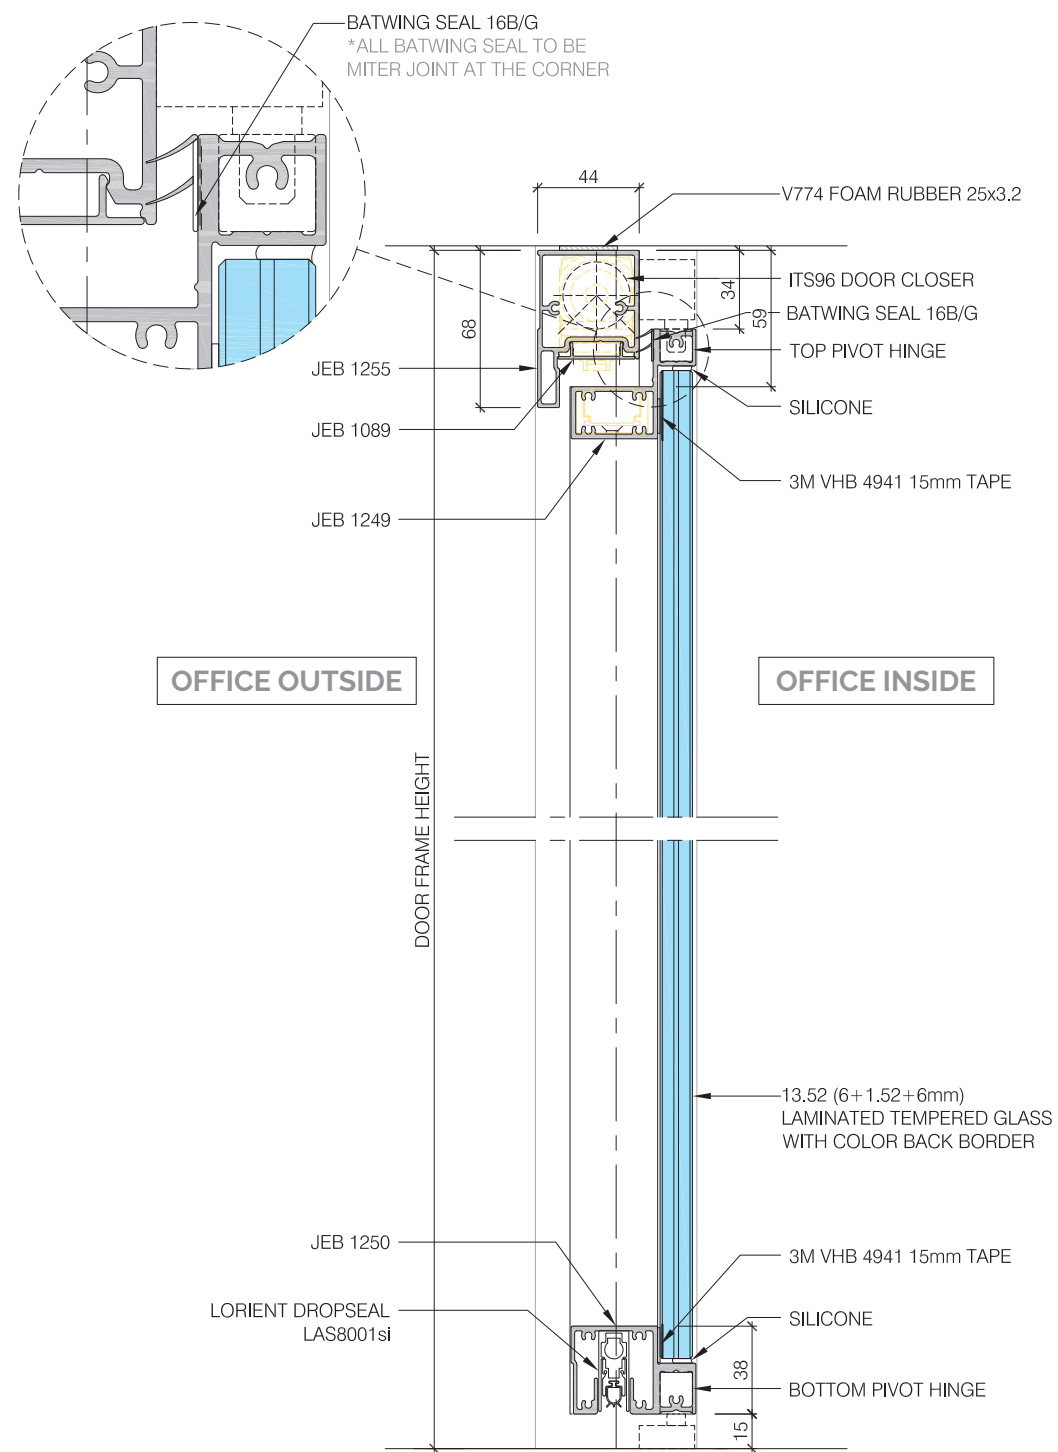 BATWING SEAL 16B/G
*ALL BATWING SEAL TO BE
MITER JOINT AT THE CORNER
44
V774 FOAM RUBBER 25x3.2
ITS96 DOOR CLOSER
34
59
BATWING SEAL 16B/G
68
TOP PIVOT HINGE
JEB 1255
SILICONE
JEB 1089
3M VHB 4941 15mm TAPE
JEB 1249
OFFICE OUTSIDE
OFFICE INSIDE
DOOR FRAME HEIGHT
13.52 (6+1.52+6mm)
LAMINATED TEMPERED GLASS
WITH COLOR BACK BORDER
JEB 1250
3M VHB 4941 15mm TAPE
LORIENT DROPSEAL
LAS8001si
SILICONE
38
BOTTOM PIVOT HINGE
15